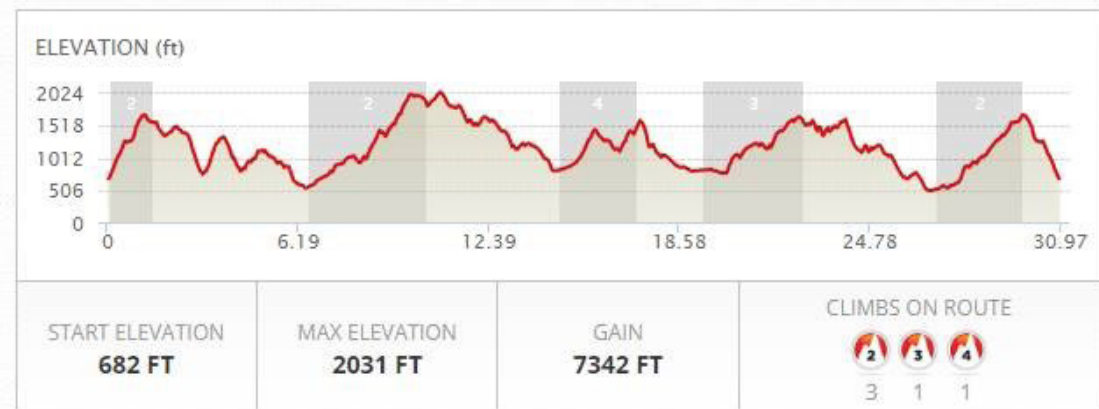 ELEVATION (ft)
2024
1518
1012
506
0
2 2 4 3 2
0 6.19 12.39 18.58 24.78 30.97
START ELEVATION
682 FT
MAX ELEVATION
2031 FT
GAIN
7342 FT
CLIMBS ON ROUTE
2 3 4
3 1 1